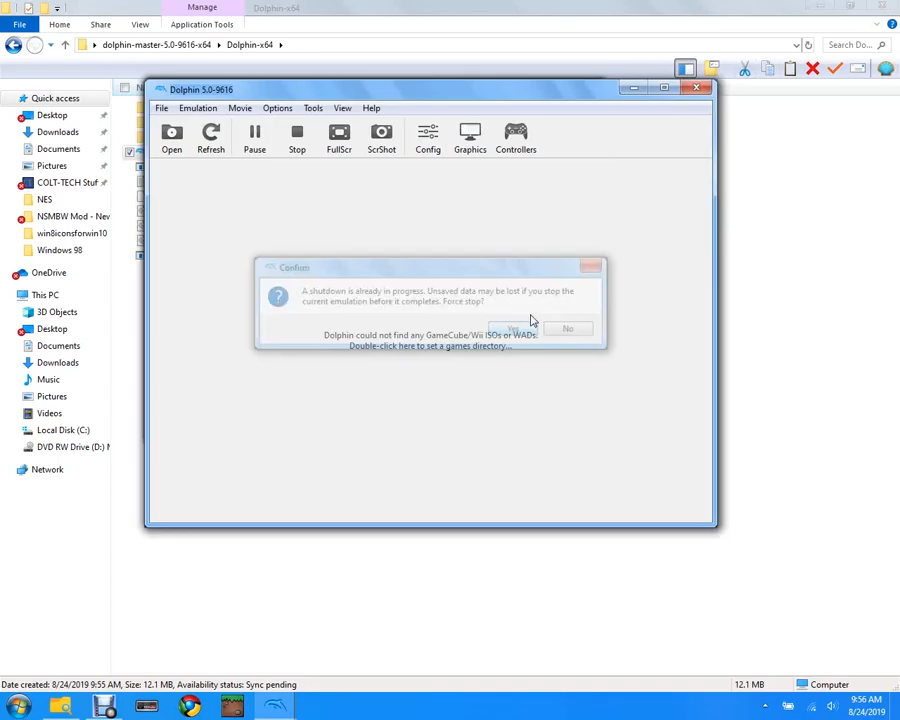 Manage
Dolphin-x64
File
Home
Share
View
Application Tools
dolphin-master-5.0-9616-x64
Dolphin-x64
Search Do...
Quick access
Desktop
Downloads
Documents
Pictures
COLT-TECH Stuf
NES
NSMBW Mod - Nev
win8iconsforwin10
Windows 98
OneDrive
This PC
3D Objects
Desktop
Documents
Downloads
Music
Pictures
Videos
Local Disk (C:)
DVD RW Drive (D:)
Network
Dolphin 5.0-9616
File Emulation Movie Options Tools View Help
Open Refresh Pause Stop FullScr ScrShot Config Graphics Controllers
Confirm
A shutdown is already in progress. Unsaved data may be lost if you stop the
current emulation before it completes. Force stop?
Yes
No
Dolphin could not find any GameCube/Wii ISOs or WADs.
Double-click here to set a games directory...
Date created: 8/24/2019 9:55 AM, Size: 12.1 MB, Availability status: Sync pending
12.1 MB
Computer
9:56 AM
8/24/2019